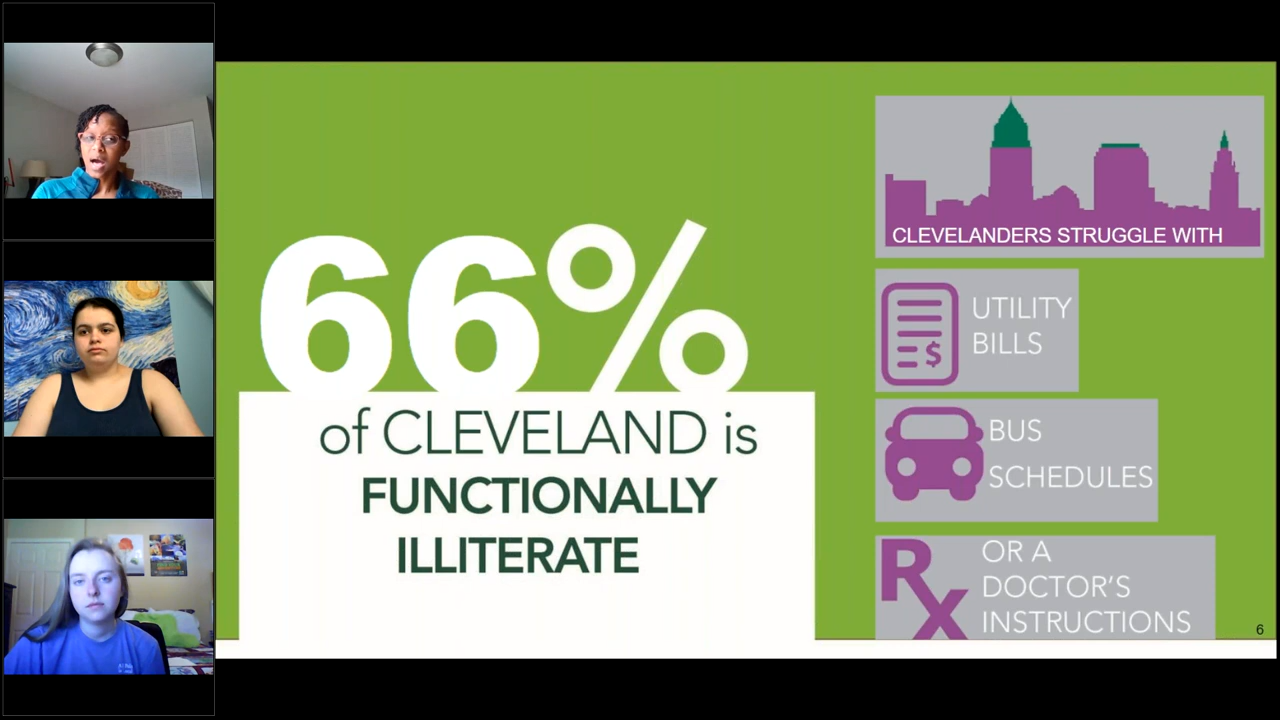 66%
of CLEVELAND is
FUNCTIONALLY
ILLITERATE
CLEVELANDERS STRUGGLE WITH
UTILITY
BILLS
$
BUS
SCHEDULES
Rx
OR A
DOCTOR'S
INSTRUCTIONS
6